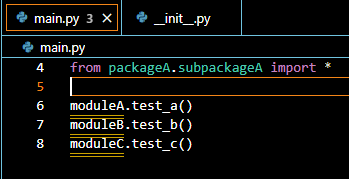 main.py 3 × __init__.py
main.py
4 from packageA.subpackageA import *
5
6 moduleA.test_a()
7 moduleB.test_b()
8 moduleC.test_c()